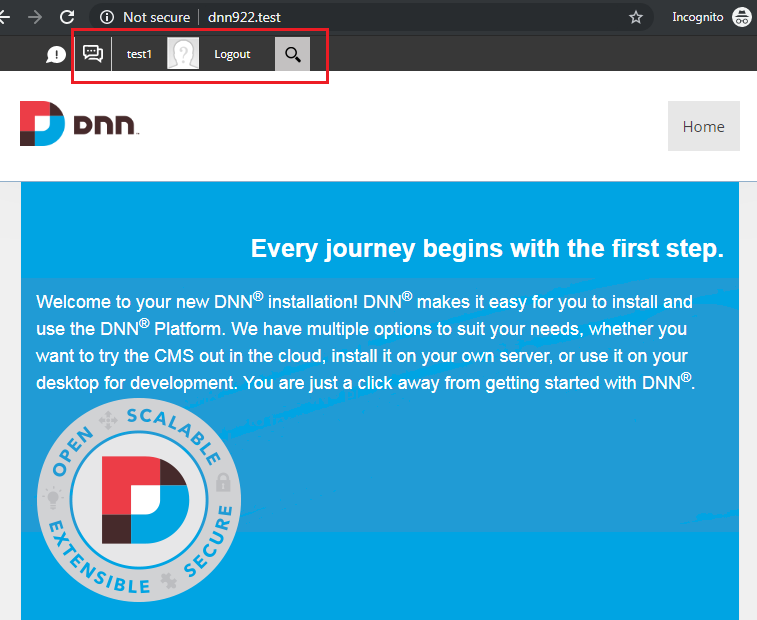 Not secure dnn922.test
Incognito
test1 Logout
DNN
Home
Every journey begins with the first step.
Welcome to your new DNN® installation! DNN® makes it easy for you to install and
use the DNN® Platform. We have multiple options to suit your needs, whether you
want to try the CMS out in the cloud, install it on your own server, or use it on your
desktop for development. You are just a click away from getting started with DNN®.
OPEN SCALABLE
EXTENSIBLE SECURE